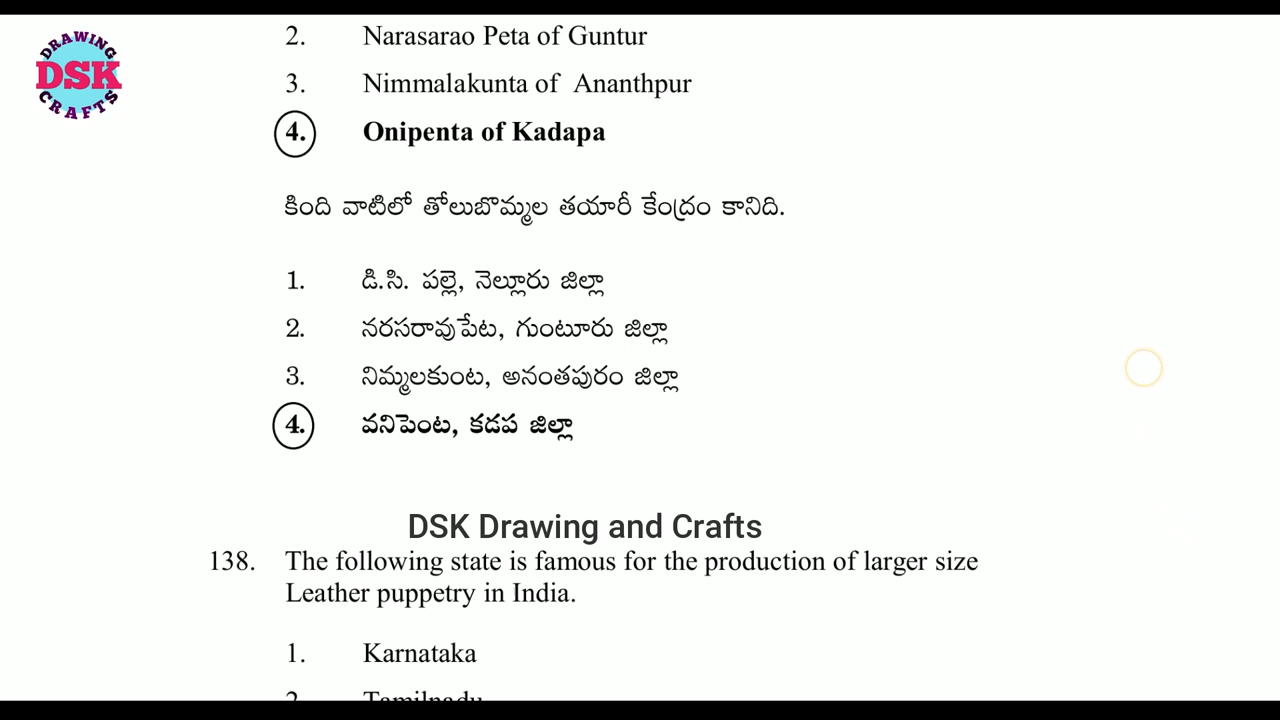 DRAWING
DSK
CRAFTS
2. Narasarao Peta of Guntur
3. Nimmalakunta of Ananthpur
4. Onipenta of Kadapa
కింది వాటిలో తోలుబొమ్మల తయారీ కేంద్రం కానిది.
1. డి.సి. పల్లె, నెల్లూరు జిల్లా
2. నరసరావుపేట, గుంటూరు జిల్లా
3. నిమ్మలకుంట, అనంతపురం జిల్లా
4. వనిపెంట, కడప జిల్లా
DSK Drawing and Crafts
138. The following state is famous for the production of larger size
Leather puppetry in India.
1. Karnataka
2. Tamilnadu